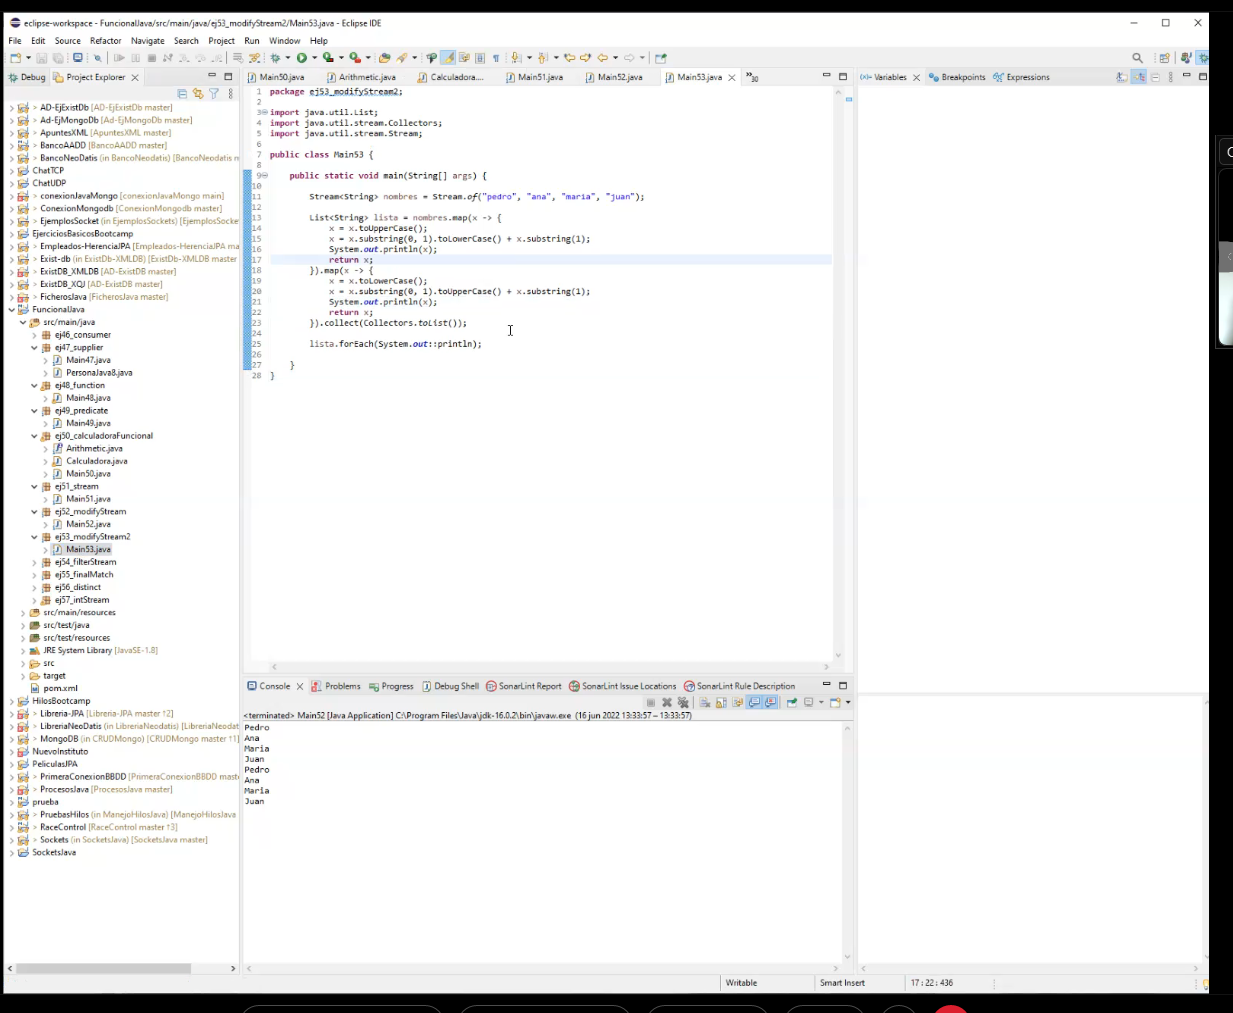 eclipse-workspace - FuncionalJava/src/main/java/ej53_modifyStream2/Main53.java - Eclipse IDE
File Edit Source Refactor Navigate Search Project Run Window Help
Debug Project Explorer
Main50.java Arithmetic.java Calculadora.... Main51.java Main52.java Main53.java »30
(x)= Variables Breakpoints Expressions
> AD-EjExistDb [AD-EjExistDb master]
> Ad-EjMongoDb [Ad-EjMongoDb master]
> ApuntesXML [ApuntesXML master]
> BancoAADD [BancoAADD master]
> BancoNeoDatis (in BancoNeodatis) [BancoNeodatis m
ChatTCP
ChatUDP
> conexionJavaMongo [conexionJavaMongo main]
> ConexionMongodb [ConexionMongodb master]
> EjemplosSocket (in EjemplosSockets) [EjemplosSocket
EjerciciosBasicosBootcamp
> Empleados-HerenciaJPA [Empleados-HerenciaJPA mast
> Exist-db (in ExistDb-XMLDB) [ExistDb-XMLDB master]
> ExistDB_XMLDB [AD-ExistDB master]
> ExistDB_XQJ [AD-ExistDB master]
> FicherosJava [FicherosJava master]
FuncionalJava
src/main/java
ej46_consumer
ej47_supplier
Main47.java
PersonaJava8.java
ej48_function
Main48.java
ej49_predicate
Main49.java
ej50_calculadoraFuncional
Arithmetic.java
Calculadora.java
Main50.java
ej51_stream
Main51.java
ej52_modifyStream
Main52.java
ej53_modifyStream2
Main53.java
ej54_filterStream
ej55_finalMatch
ej56_distinct
ej57_intStream
src/main/resources
src/test/java
src/test/resources
JRE System Library [JavaSE-1.8]
src
target
pom.xml
HilosBootcamp
> Libreria-JPA [Libreria-JPA master ↑2]
> LibreriaNeoDatis (in LibreriaNeodatis) [LibreriaNeodat
> MongoDB (in CRUDMongo) [CRUDMongo master ↑1]
NuevoInstituto
PeliculasJPA
> PrimeraConexionBBDD [PrimeraConexionBBDD mast
> ProcesosJava [ProcesosJava master]
prueba
> PruebasHilos (in ManejoHilosJava) [ManejoHilosJava
> RaceControl [RaceControl master ↑3]
> Sockets (in SocketsJava) [SocketsJava master]
SocketsJava
1 package ej53_modifyStream2;
2
3 import java.util.List;
4 import java.util.stream.Collectors;
5 import java.util.stream.Stream;
6
7 public class Main53 {
8
9 public static void main(String[] args) {
10
11 Stream<String> nombres = Stream.of("pedro", "ana", "maria", "juan");
12
13 List<String> lista = nombres.map(x -> {
14 x = x.toUpperCase();
15 x = x.substring(0, 1).toLowerCase() + x.substring(1);
16 System.out.println(x);
17 return x;
18 }).map(x -> {
19 x = x.toLowerCase();
20 x = x.substring(0, 1).toUpperCase() + x.substring(1);
21 System.out.println(x);
22 return x;
23 }).collect(Collectors.toList());
24
25 lista.forEach(System.out::println);
26
27 }
28 }
Console Problems Progress Debug Shell SonarLint Report SonarLint Issue Locations SonarLint Rule Description
<terminated> Main52 [Java Application] C:\Program Files\Java\jdk-16.0.2\bin\javaw.exe (16 jun 2022 13:33:57 – 13:33:57)
Pedro
Ana
Maria
Juan
Pedro
Ana
Maria
Juan
Writable Smart Insert 17 : 22 : 436